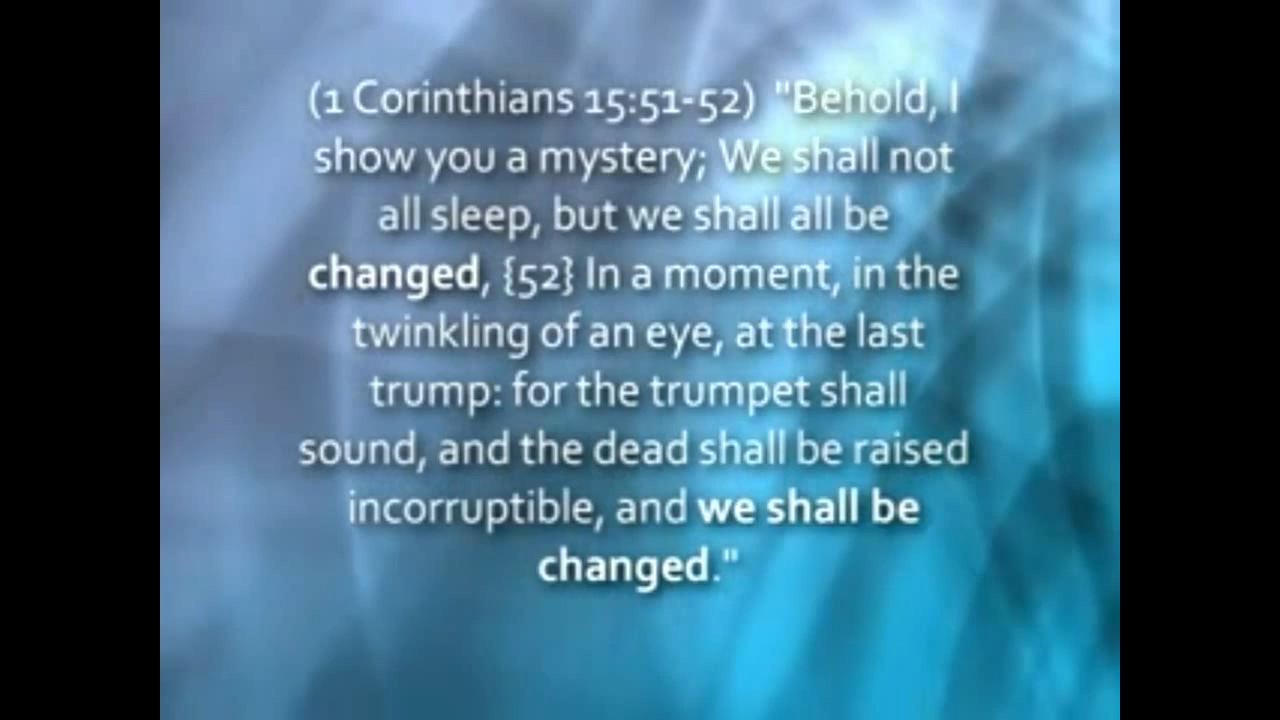 (1 Corinthians 15:51-52)  "Behold, I
show you a mystery; We shall not
all sleep, but we shall all be
changed, {52} In a moment, in the
twinkling of an eye, at the last
trump: for the trumpet shall
sound, and the dead shall be raised
incorruptible, and we shall be
changed."